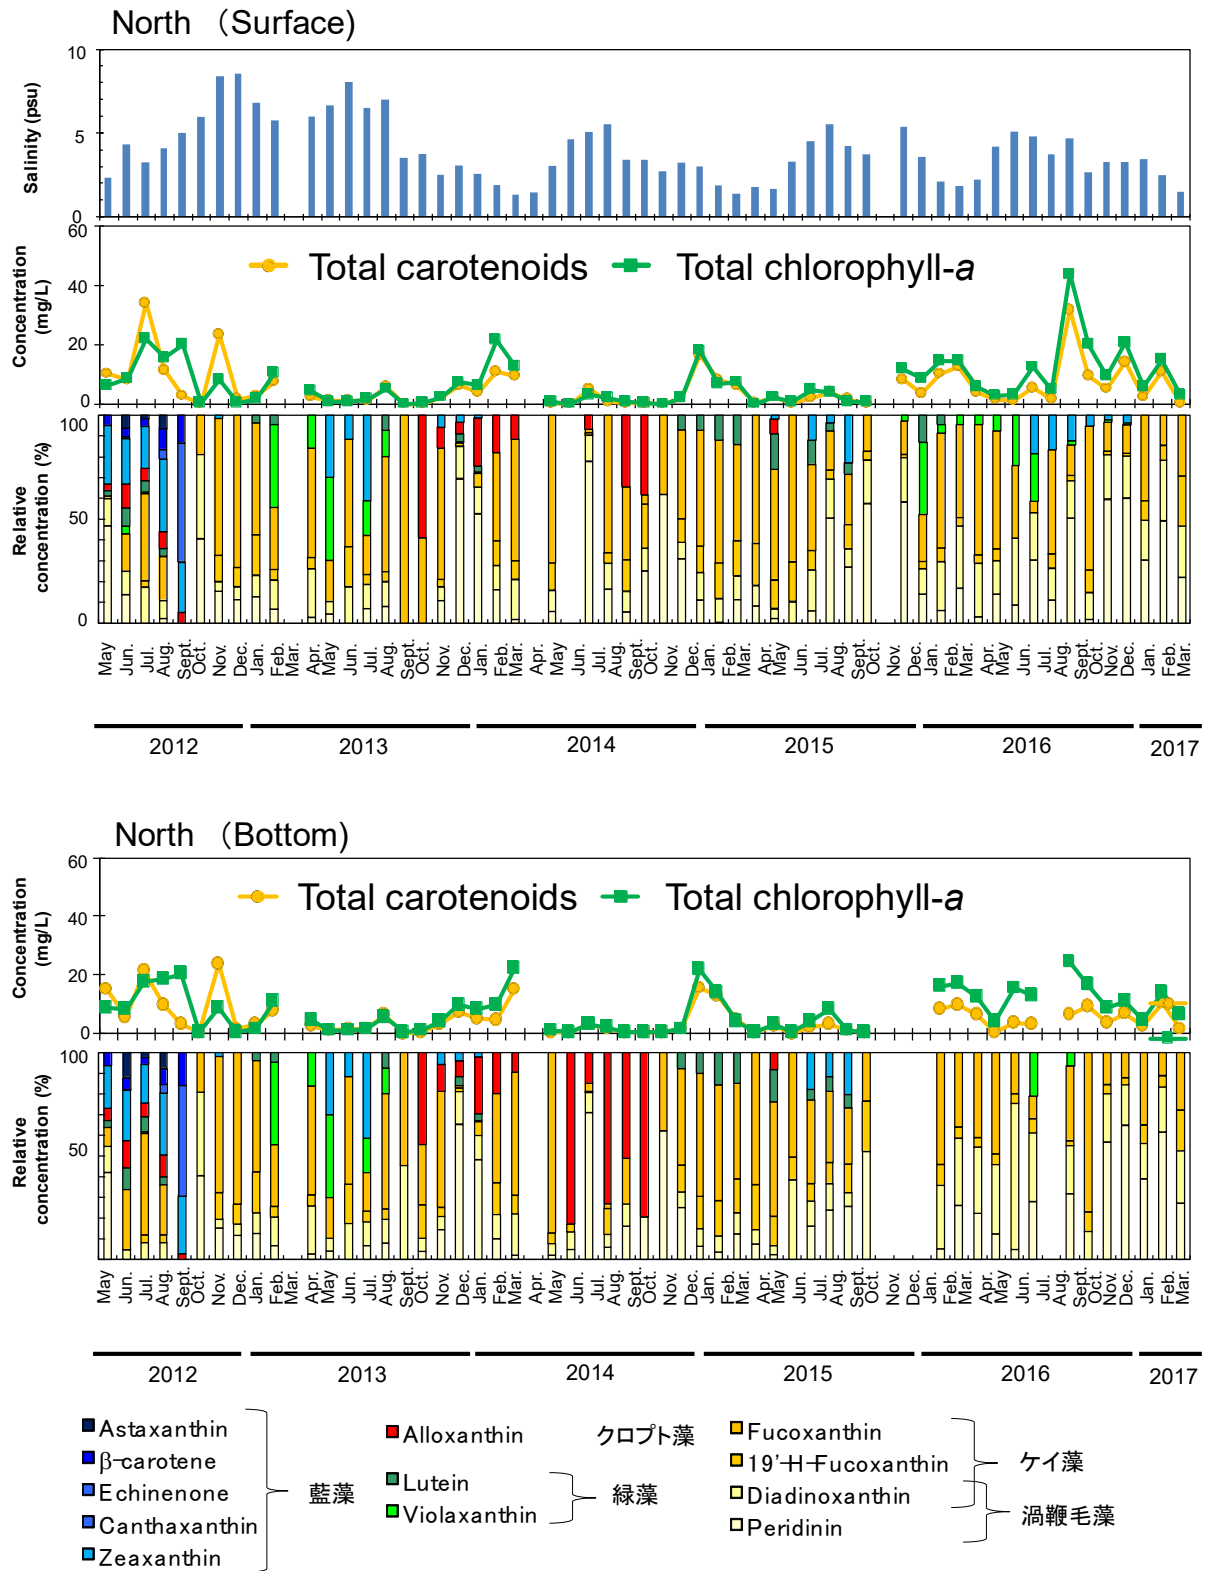 North （Surface)
10
5
0
Salinity (psu)
60
40
20
0
Concentration
(mg/L)
Total carotenoids
Total chlorophyll-a
100
50
0
Relative
concentration (%)
May Jun. Jul. Aug. Sept. Oct. Nov. Dec. Jan. Feb. Mar. Apr. May Jun. Jul. Aug. Sept. Oct. Nov. Dec. Jan. Feb. Mar. Apr. May Jun. Jul. Aug. Sept. Oct. Nov. Dec. Jan. Feb. Mar. Apr. May Jun. Jul. Aug. Sept. Oct. Nov. Dec. Jan. Feb. Mar. Apr. May Jun. Jul. Aug. Sept. Oct. Nov. Dec. Jan. Feb. Mar.
2012 2013 2014 2015 2016 2017
North （Bottom)
60
40
20
0
Concentration
(mg/L)
Total carotenoids
Total chlorophyll-a
100
50
Relative
concentration (%)
May Jun. Jul. Aug. Sept. Oct. Nov. Dec. Jan. Feb. Mar. Apr. May Jun. Jul. Aug. Sept. Oct. Nov. Dec. Jan. Feb. Mar. Apr. May Jun. Jul. Aug. Sept. Oct. Nov. Dec. Jan. Feb. Mar. Apr. May Jun. Jul. Aug. Sept. Oct. Nov. Dec. Jan. Feb. Mar. Apr. May Jun. Jul. Aug. Sept. Oct. Nov. Dec. Jan. Feb. Mar.
2012 2013 2014 2015 2016 2017
Astaxanthin
β-carotene
Echinenone
Canthaxanthin
Zeaxanthin
藍藻
Alloxanthin
クロプト藻
Lutein
Violaxanthin
緑藻
Fucoxanthin
19'-H-Fucoxanthin
Diadinoxanthin
Peridinin
ケイ藻
渦鞭毛藻